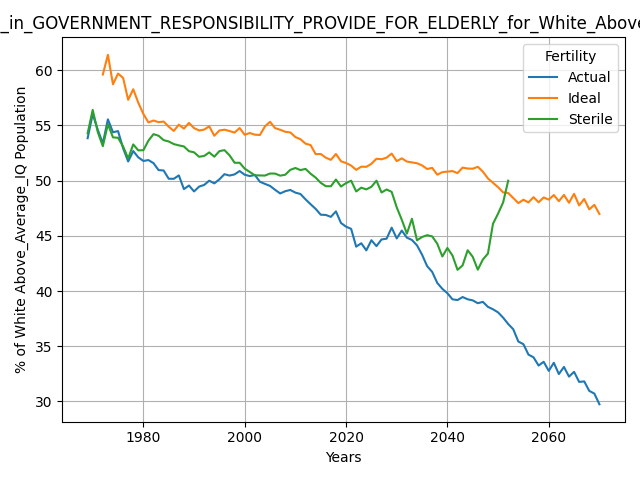 _in_GOVERNMENT_RESPONSIBILITY_PROVIDE_FOR_ELDERLY_for_White_Above
Fertility
Actual
Ideal
Sterile
% of White Above_Average_IQ Population
60
55
50
45
40
35
30
1980
2000
2020
2040
2060
Years